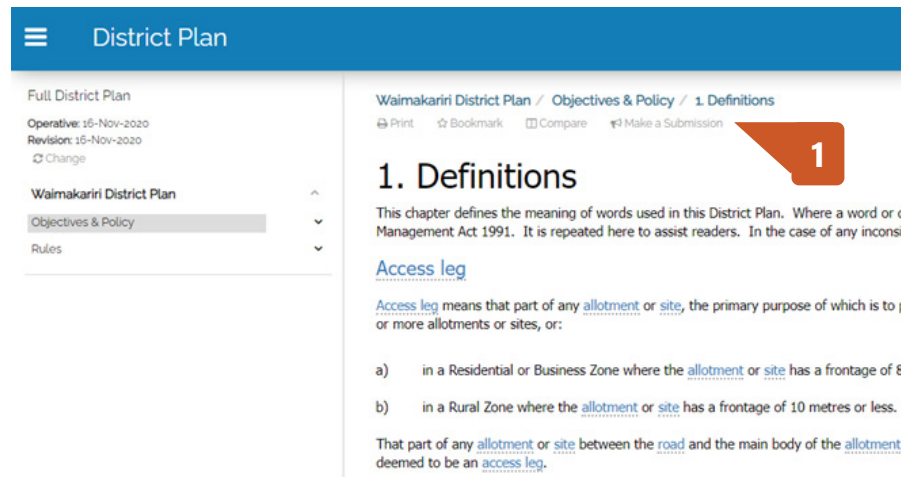 District Plan
Full District Plan
Operative: 16-Nov-2020
Revision: 16-Nov-2020
Change
Waimakariri District Plan
Objectives & Policy
Rules
Waimakariri District Plan / Objectives & Policy / 1. Definitions
Print Bookmark Compare Make a Submission
1
1. Definitions
This chapter defines the meaning of words used in this District Plan. Where a word or
Management Act 1991. It is repeated here to assist readers. In the case of any
Access leg
Access leg means that part of any allotment or site, the primary purpose of which is to
or more allotments or sites, or:
a) in a Residential or Business Zone where the allotment or site has a frontage of 8
b) in a Rural Zone where the allotment or site has a frontage of 10 metres or less.
That part of any allotment or site between the road and the main body of the allotment
deemed to be an access leg.